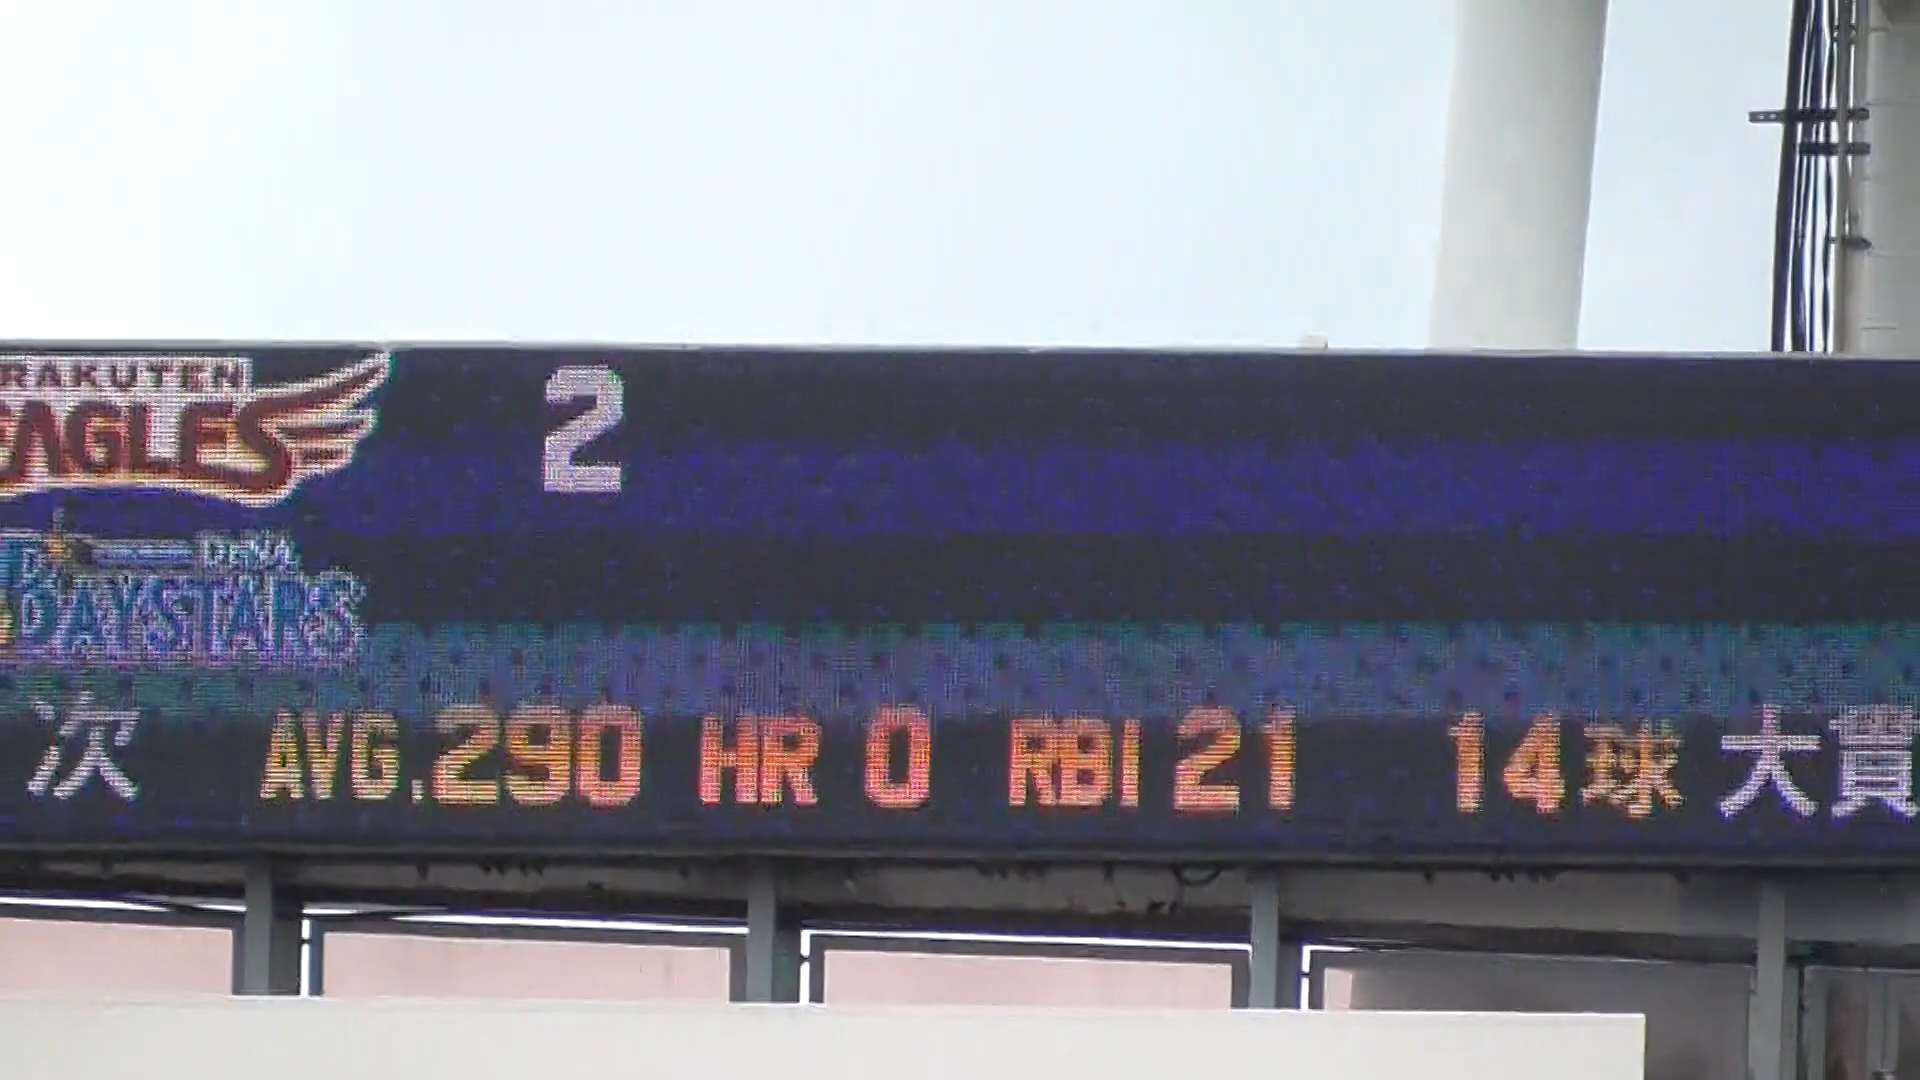 RAKUTEN
EAGLES 2
DeNA
BAYSTARS
次 AVG.290 HR 0 RBI 21 14球 大貫